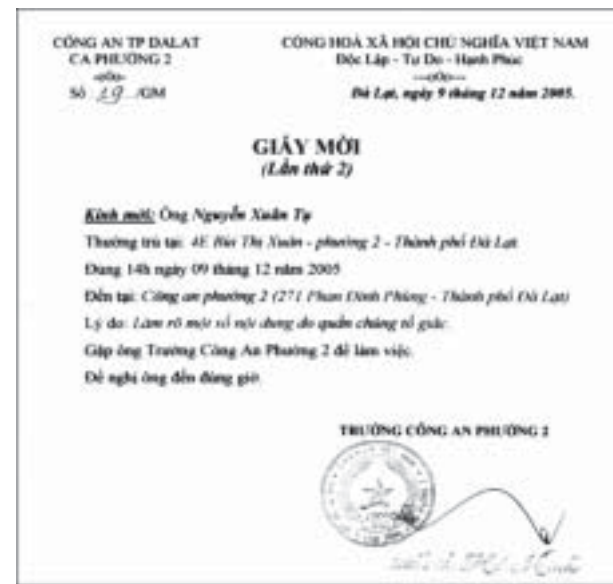 CÔNG AN TP DALAT
CA PHƯỜNG 2
-o0o-
Số 19 /GM
CÔNG HOÀ XÃ HỘI CHỦ NGHĨA VIỆT NAM
Độc Lập - Tự Do - Hạnh Phúc
---o0o---
Đà Lạt, ngày 9 tháng 12 năm 2005.
GIẤY MỜI
(Lần thứ 2)
Kính mời: Ông Nguyễn Xuân Tụ
Thường trú tại: 4E Bùi Thị Xuân - phường 2 - Thành phố Đà Lạt
Đúng 14h ngày 09 tháng 12 năm 2005
Đến tại: Công an phường 2 (271 Phan Đình Phùng - Thành phố Đà Lạt)
Lý do: Làm rõ một số nội dung do quần chúng tố giác.
Gặp ông Trưởng Công An Phường 2 để làm việc.
Đề nghị ông đến đúng giờ.
TRƯỞNG CÔNG AN PHƯỜNG 2